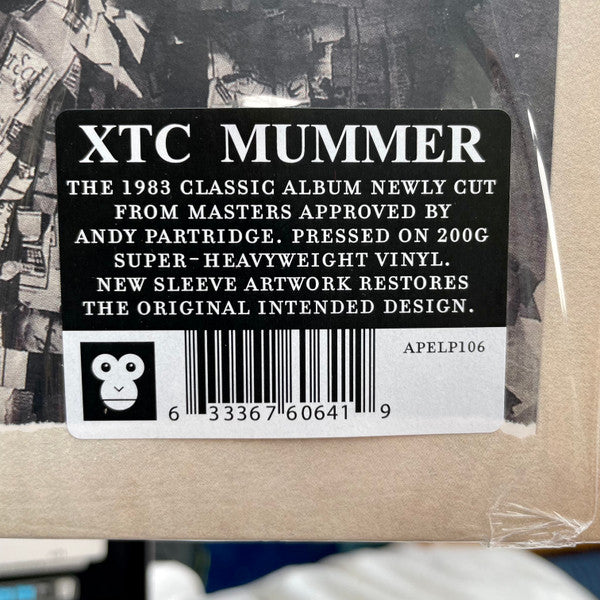 XTC MUMMER
THE 1983 CLASSIC ALBUM NEWLY CUT
FROM MASTERS APPROVED BY
ANDY PARTRIDGE. PRESSED ON 200G
SUPER-HEAVYWEIGHT VINYL.
NEW SLEEVE ARTWORK RESTORES
THE ORIGINAL INTENDED DESIGN.
APELP106
6 33367 60641 9